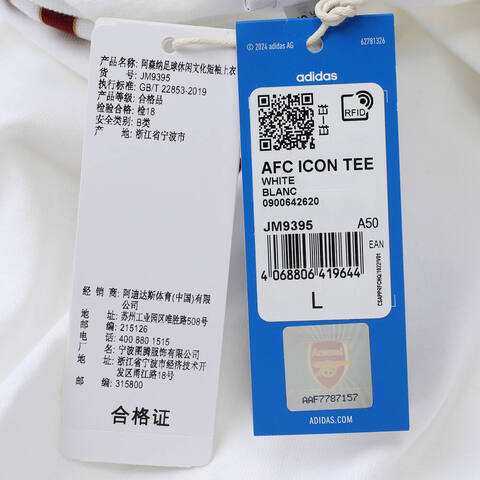 产品名称: 阿森纳足球休闲文化短袖上衣
货 号: JM9395
执行标准: GB/T 22853-2019
产品等级: 合格品
检验合格: 检18
安全类别: B类
产 地: 浙江省宁波市
经 销 商: 阿迪达斯体育(中国)有限
公司
地 址: 苏州工业园区唯胜路508号
邮 编: 215126
电 话: 400 880 1515
厂 名: 宁波圈腾服饰有限公司
地 址: 浙江省宁波市经济技术开
发区甬江路18号
邮 编: 315800
合格证
© 2024 adidas AG 62781326
adidas
RFID
AFC ICON TEE
WHITE
BLANC
0900642620
JM9395 A50
EAN
4 068806 419644
L
Arsenal
AAF7787157
ADIDAS.COM